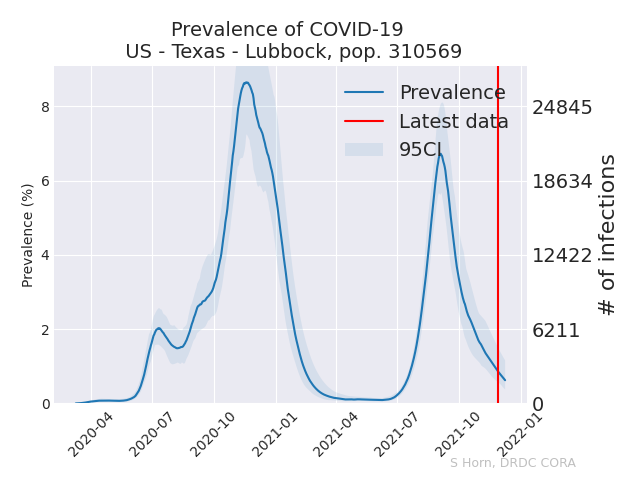 Prevalence of COVID-19
US - Texas - Lubbock, pop. 310569
Prevalence
Latest data
95CI
Prevalence (%)
8
6
4
2
0
24845
18634
12422
6211
0
# of infections
2020-04
2020-07
2020-10
2021-01
2021-04
2021-07
2021-10
2022-01
S Horn, DRDC CORA